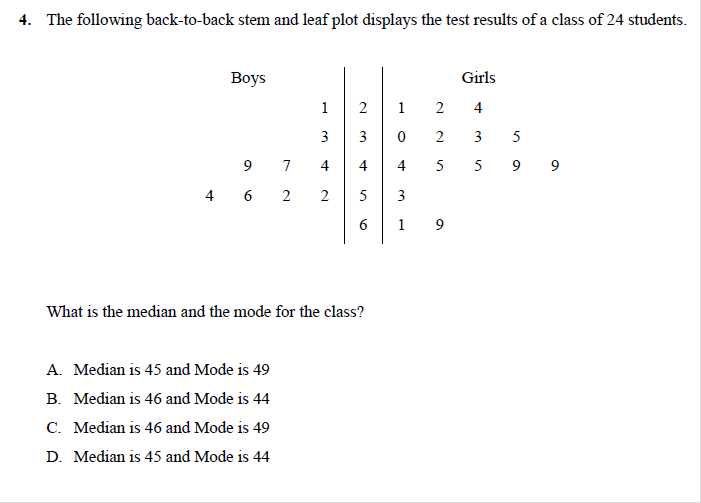 4. The following back-to-back stem and leaf plot displays the test results of a class of 24 students.
Boys Girls
1 2 1 2 4
3 3 0 2 3 5
9 7 4 4 4 5 5 9 9
4 6 2 2 5 3
6 1 9
What is the median and the mode for the class?
A. Median is 45 and Mode is 49
B. Median is 46 and Mode is 44
C. Median is 46 and Mode is 49
D. Median is 45 and Mode is 44